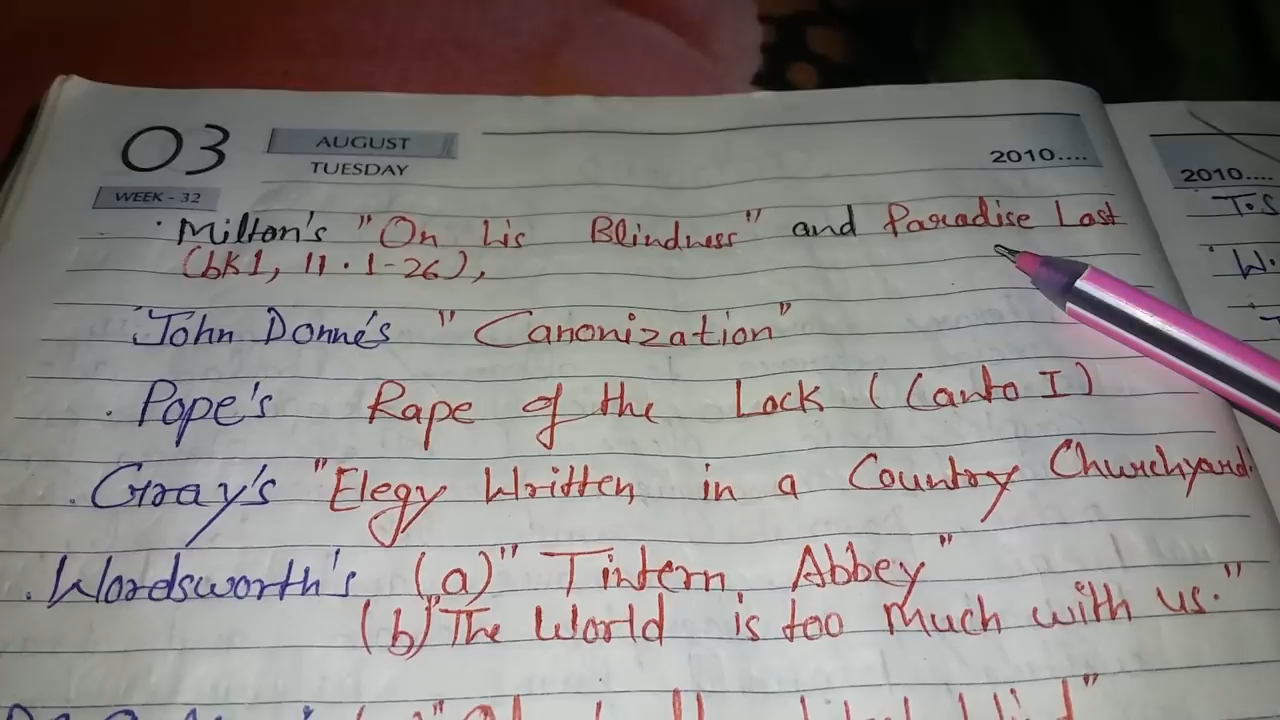 03 AUGUST 2010....
TUESDAY
WEEK - 32
2010....
· Milton's "On his Blindness" and Paradise Lost
(bk1, 11.1-26),
John Donne's "Canonization"
· Pope's Rape of the Lock (Canto I)
· Gray's "Elegy Written in a Country Churchyard.
· Wordsworth's (a) "Tintern Abbey"
(b) "The World is too much with us."
T.S
W.